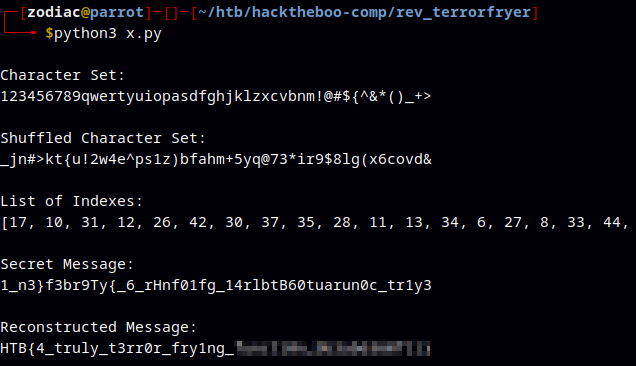 ┌─[zodiac@parrot]─[]─[~/htb/hacktheboo-comp/rev_terrorfryer]
└──╼ $python3 x.py
Character Set:
123456789qwertyuiopasdfghjklzxcvbnm!@#${^&*()_+>
Shuffled Character Set:
_jn#>kt{u!2w4e^ps1z)bfahm+5yq@73*ir9$8lg(x6covd&
List of Indexes:
[17, 10, 31, 12, 26, 42, 30, 37, 35, 28, 11, 13, 34, 6, 27, 8, 33, 44,
Secret Message:
1_n3}f3br9Ty{_6_rHnf01fg_14rlbtB60tuarun0c_tr1y3
Reconstructed Message:
HTB{4_truly_t3rr0r_fry1ng_